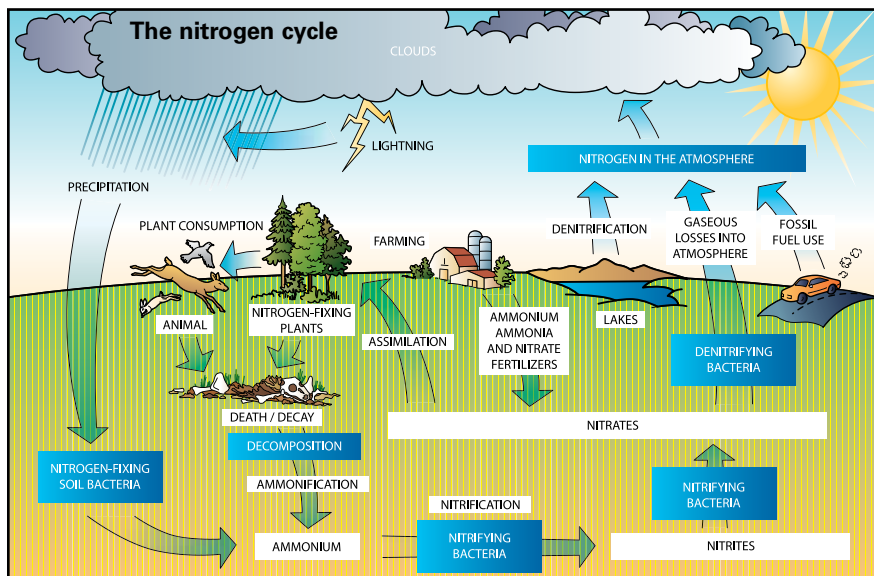 The nitrogen cycle
CLOUDS
LIGHTNING
NITROGEN IN THE ATMOSPHERE
PRECIPITATION
PLANT CONSUMPTION
FARMING
DENITRIFICATION
GASEOUS
LOSSES INTO
ATMOSPHERE
FOSSIL
FUEL USE
ANIMAL
NITROGEN-FIXING
PLANTS
ASSIMILATION
AMMONIUM
AMMONIA
AND NITRATE
FERTILIZERS
LAKES
DENITRIFYING
BACTERIA
DEATH / DECAY
NITRATES
DECOMPOSITION
NITROGEN-FIXING
SOIL BACTERIA
AMMONIFICATION
NITRIFICATION
NITRIFYING
BACTERIA
AMMONIUM
NITRIFYING
BACTERIA
NITRITES